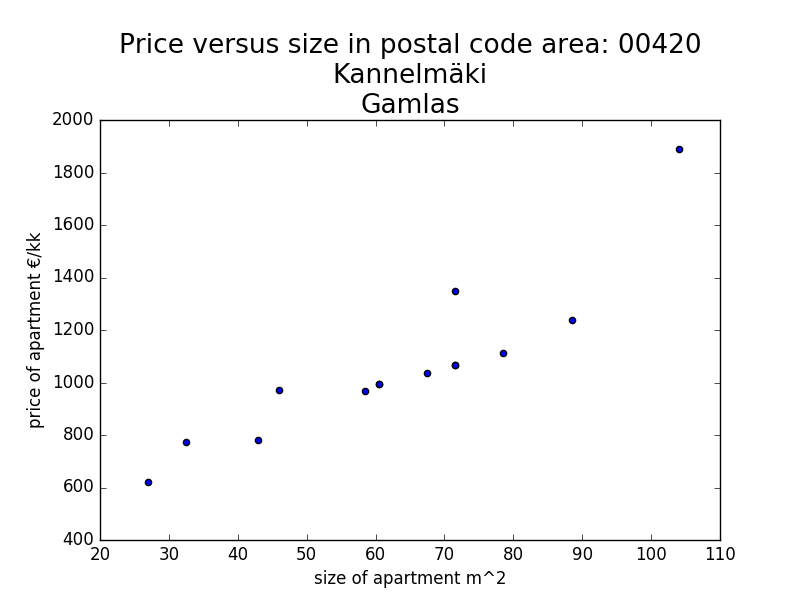 Price versus size in postal code area: 00420
Kannelmäki
Gamlas
2000
1800
1600
1400
1200
1000
800
600
400
price of apartment €/kk
20 30 40 50 60 70 80 90 100 110
size of apartment m^2